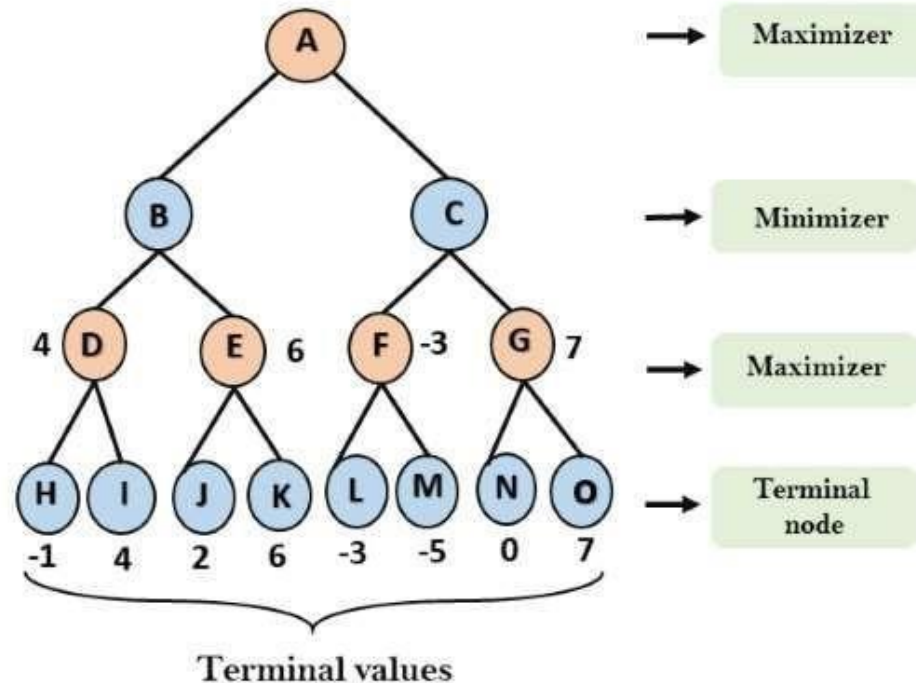 A
Maximizer
B
C
Minimizer
4 D
E 6
F -3
G 7
Maximizer
H I J K L M N O
Terminal
node
-1 4 2 6 -3 -5 0 7
Terminal values